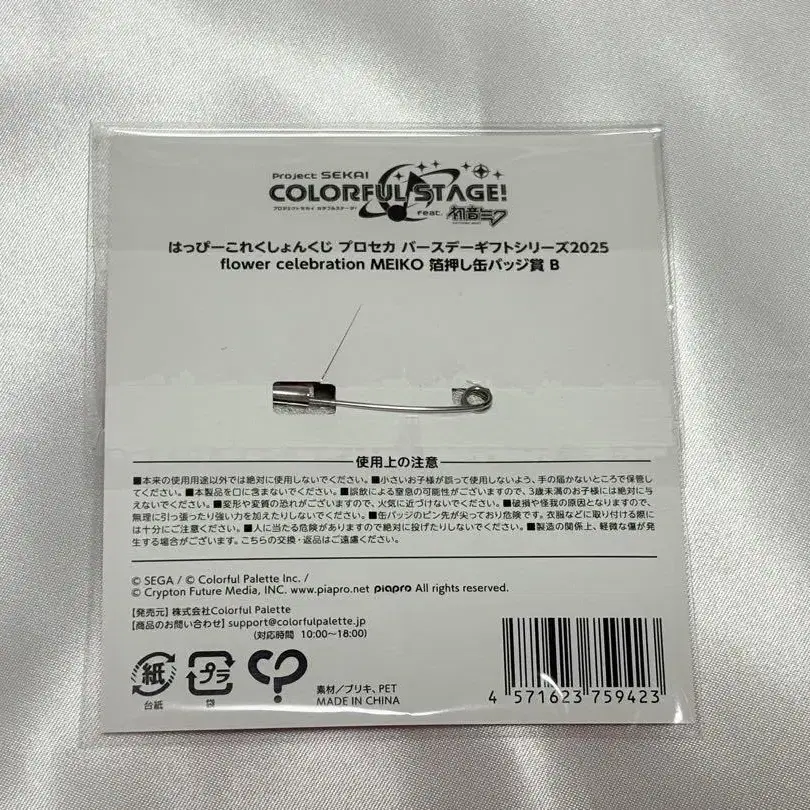 Project SEKAI
COLORFUL STAGE!
プロジェクトセカイ カラフルステージ!
feat. 初音ミク
はっぴーこれくしょんくじ プロセカ バースデーギフトシリーズ2025
flower celebration MEIKO 箔押し缶バッジ賞 B
使用上の注意
■本来の使用用途以外では絶対に使用しないでください。■小さいお子様が誤って使用しないよう、手の届かないところで保管し
てください。■本製品を口に含まないでください。■誤飲による窒息の可能性がございますので、3歳未満のお子様には絶対に与
えないでください。■変形や変質の恐れがございますので、火気に近づけないでください。■破損や怪我の原因となりますので、
無理に引っ張ったり強い力を加えたりしないでください。■缶バッジのピン先が尖っており危険です。衣服などに取り付ける際に
は十分にご注意ください。■人に当たる危険がありますので絶対に投げたりしないでください。■製造の関係上、軽微な傷が発
生する場合がございます。こちらの交換・返品はご遠慮ください。
© SEGA / © Colorful Palette Inc. /
© Crypton Future Media, INC. www.piapro.net piapro All rights reserved.
【発売元】株式会社Colorful Palette
【商品のお問い合わせ】support@colorfulpalette.jp
(対応時間 10:00～18:00)
紙
台紙
プラ
袋
素材/ブリキ、PET
MADE IN CHINA
4 571623 759423